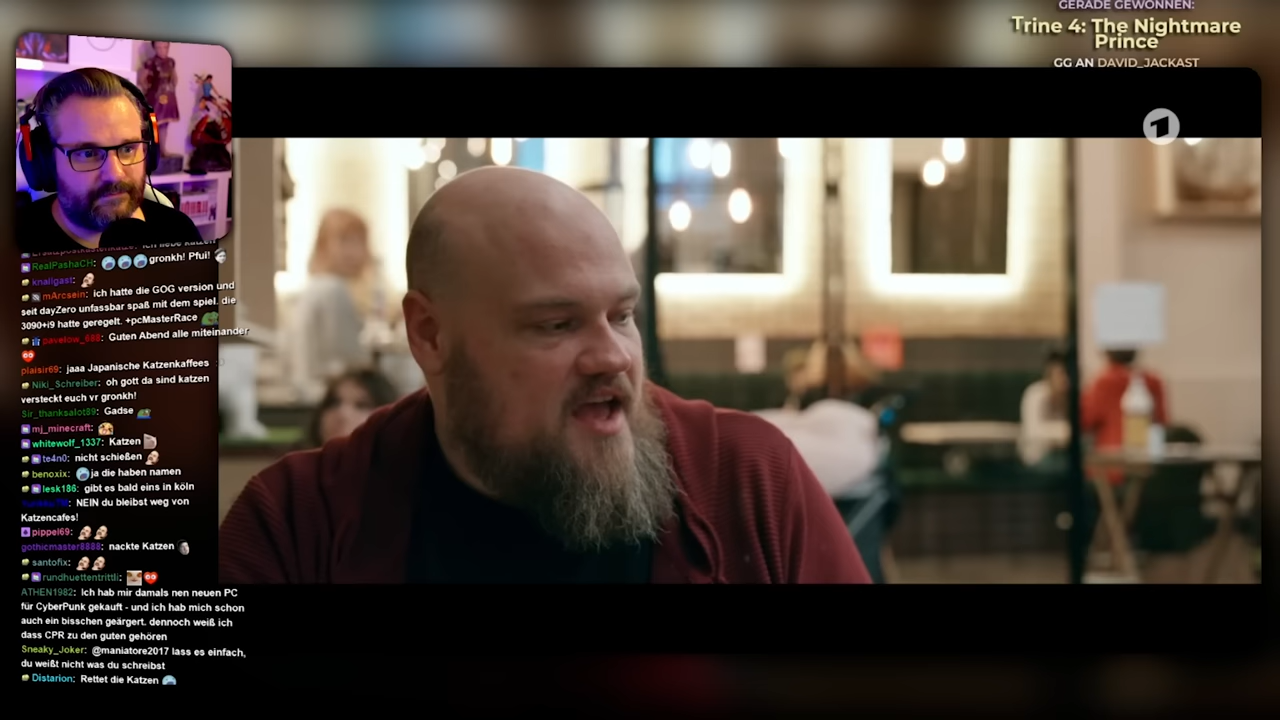 GERADE GEWONNEN:
Trine 4: The Nightmare
Prince
GG AN DAVID_JACKAST
RealPashaCH: gronkh! Pfui!
knallgasl:
mArcsein: ich hatte die GOG version und
seit dayZero unfassbar spaß mit dem spiel. die
3090+i9 hatte geregelt. +pcMasterRace
pavelow_688: Guten Abend alle miteinander
plaisir69: jaaa Japanische Katzenkaffees
Niki_Schreiber: oh gott da sind katzen
versteckt euch vr gronkh!
Sir_thanksalot89: Gadse
mj_minecraft:
whitewolf_1337: Katzen
te4n0: nicht schießen
benoxix: ja die haben namen
lesk186: gibt es bald eins in köln
NEIN du bleibst weg von
Katzencafes!
pippel69:
gothicmaster8888: nackte Katzen
santofix:
rundhuettentrittli:
ATHEN1982: Ich hab mir damals nen neuen PC
für CyberPunk gekauft - und ich hab mich schon
auch ein bisschen geärgert. dennoch weiß ich
dass CPR zu den guten gehören
Sneaky_Joker: @maniatore2017 lass es einfach,
du weißt nicht was du schreibst
Distarion: Rettet die Katzen